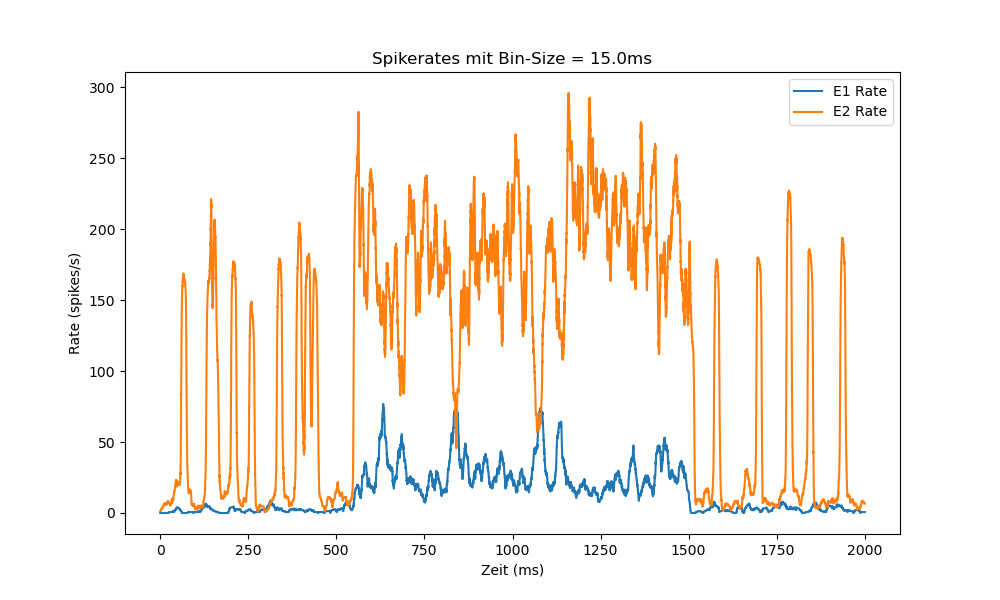 Spikerates mit Bin-Size = 15.0ms
E1 Rate
E2 Rate
300
250
200
150
100
50
0
Rate (spikes/s)
0 250 500 750 1000 1250 1500 1750 2000
Zeit (ms)